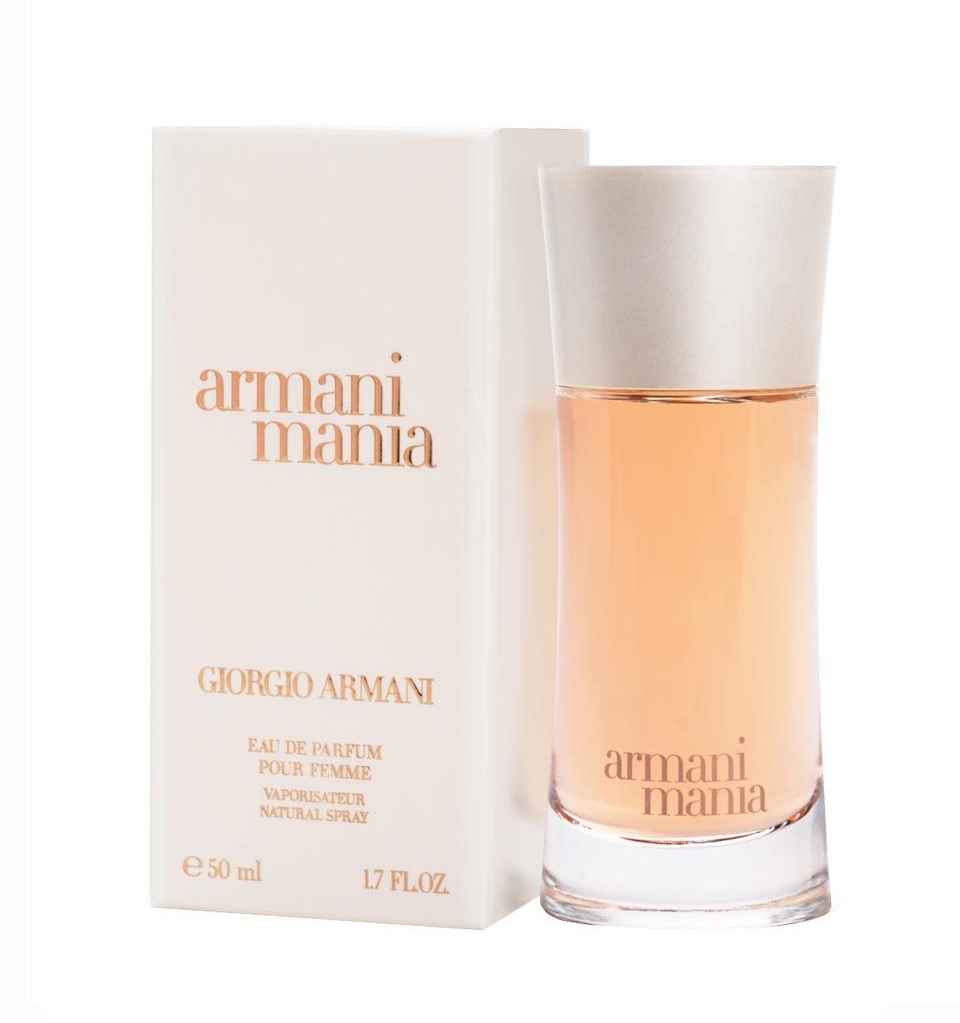 armani
mania
GIORGIO ARMANI
EAU DE PARFUM
POUR FEMME
VAPORISATEUR
NATURAL SPRAY
℮ 50 ml
1.7 FL.OZ.
armani
mania